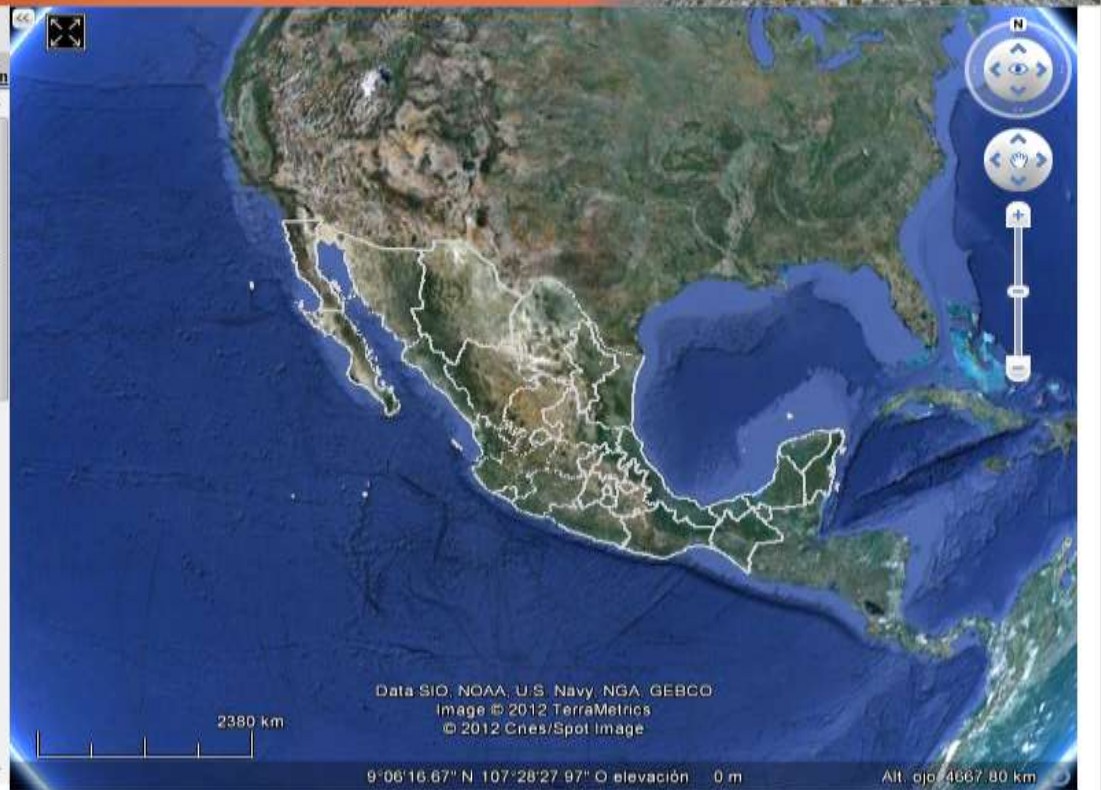 N
Data SIO, NOAA, U.S. Navy, NGA, GEBCO
Image © 2012 TerraMetrics
© 2012 Cnes/Spot Image
2380 km
9°06'16.67" N 107°28'27.97" O elevación 0 m
Alt. ojo 4667.80 km